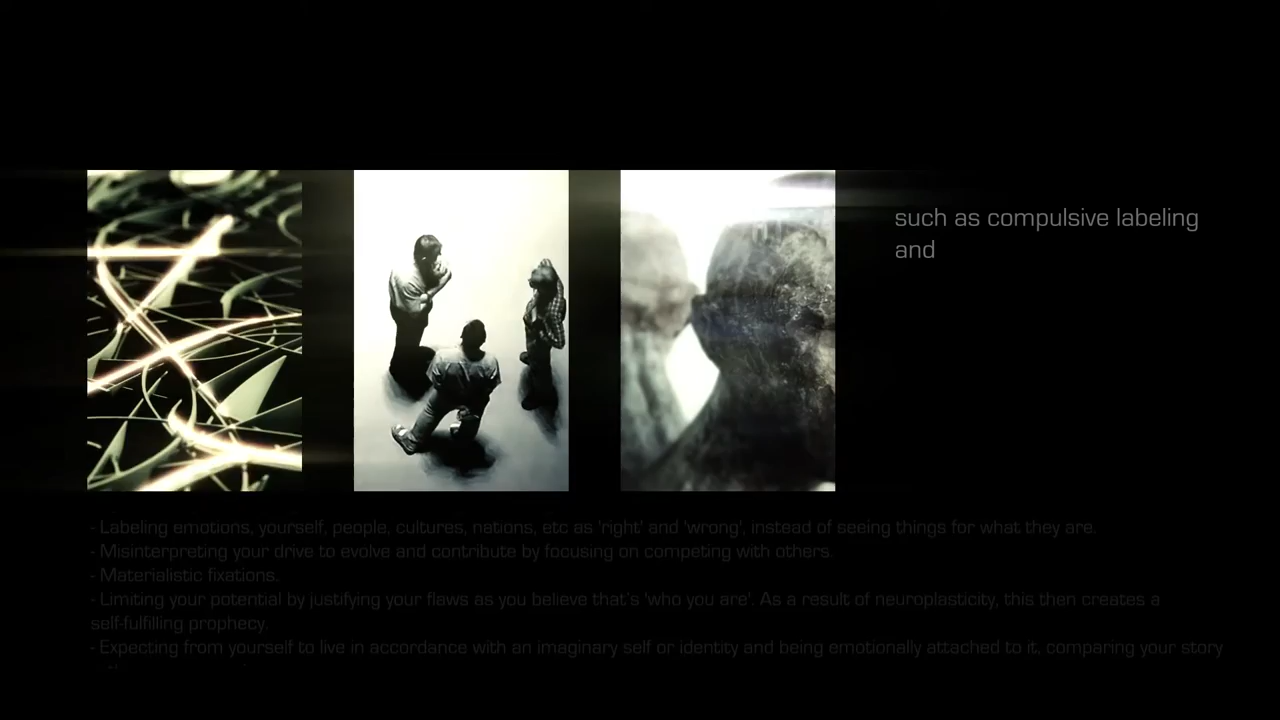 such as compulsive labeling
and
- Labeling emotions, yourself, people, cultures, nations, etc as 'right' and 'wrong', instead of seeing things for what they are.
- Misinterpreting your drive to evolve and contribute by focusing on competing with others.
- Materialistic fixations.
- Limiting your potential by justifying your flaws as you believe that's 'who you are'. As a result of neuroplasticity, this then creates a
self-fulfilling prophecy.
- Expecting from yourself to live in accordance with an imaginary self or identity and being emotionally attached to it, comparing your story